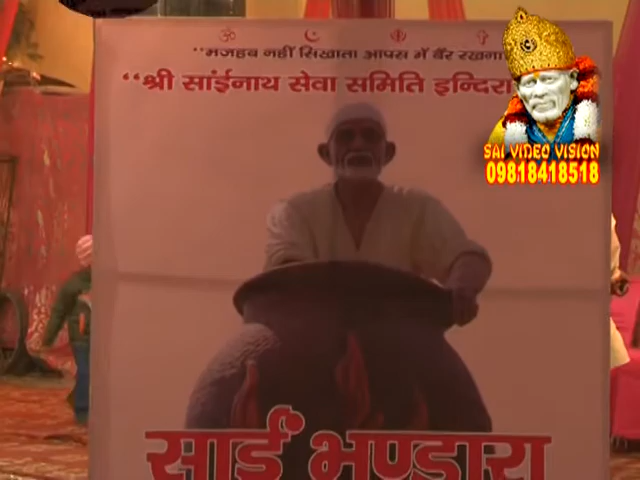 ॐ ☪ ☬ ✝
“मजहब नहीं सिखाता आपस में बैर रखना
“श्री सांईनाथ सेवा समिति इन्दिरा
SAI VIDEO VISION
09818418518
साईं भण्डारा